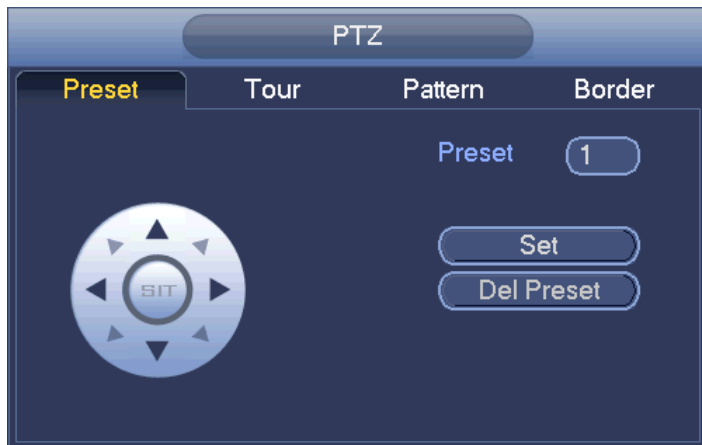 PTZ
Preset Tour Pattern Border
Preset 1
Set
SIT
Del Preset